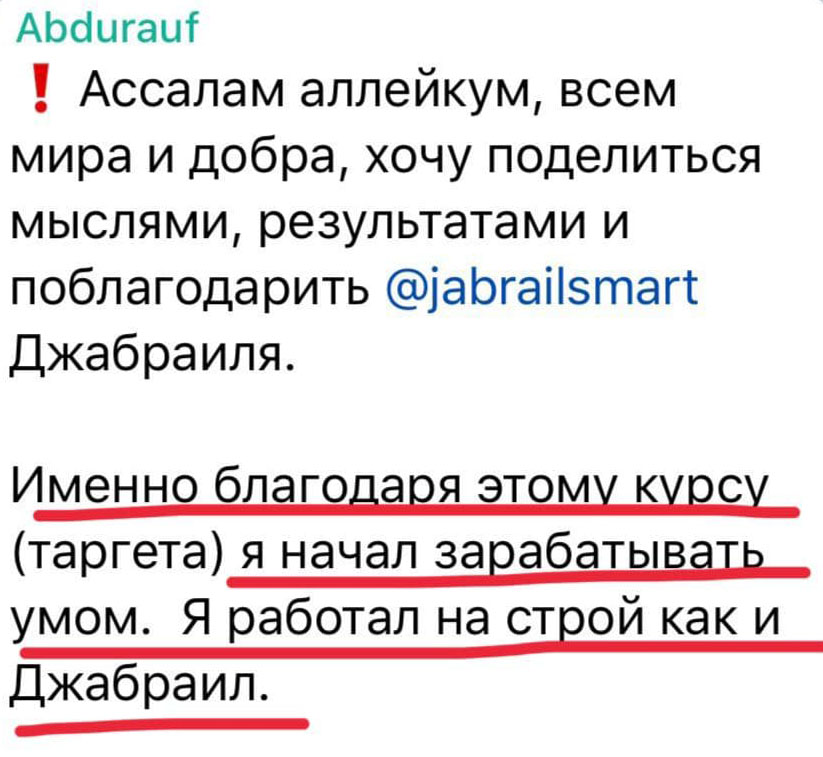 Abdurauf
❗ Ассалам аллейкум, всем
мира и добра, хочу поделиться
мыслями, результатами и
поблагодарить @jabrailsmart
Джабраиля.
Именно благодаря этому курсу
(таргета) я начал зарабатывать
умом.  Я работал на строй как и
Джабраил.